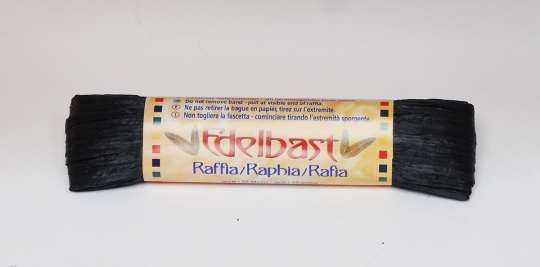 Do not remove band - pull at visible end of raffia.
Ne pas retirer la bague en papier, tirez sur l'extremité.
Non togliere la fascetta - cominciare tirando l'estremità sporgente
Edelbast
Raffia/Raphia/Rafia